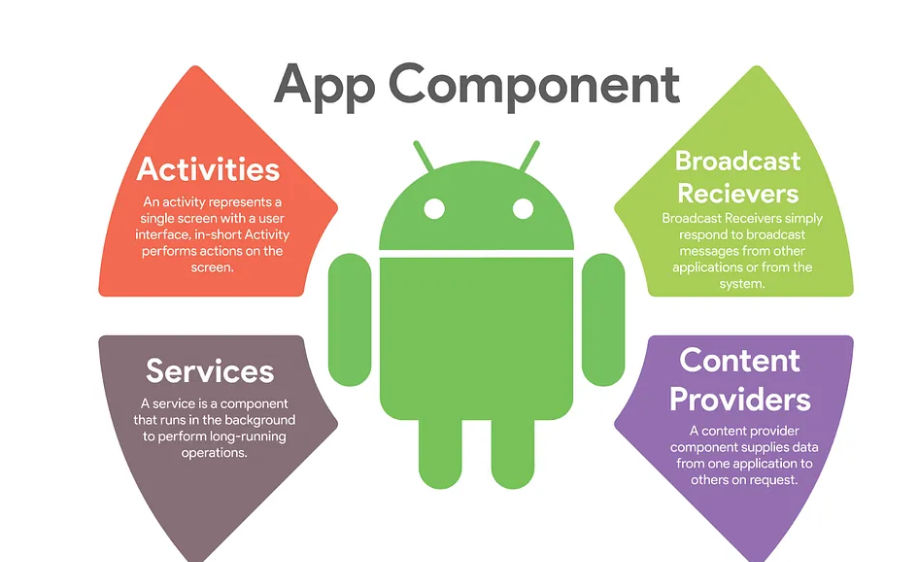 App Component
Activities
An activity represents a
single screen with a user
interface, in-short Activity
performs actions on the
screen.
Broadcast
Recievers
Broadcast Receivers simply
respond to broadcast
messages from other
applications or from the
system.
Services
A service is a component
that runs in the background
to perform long-running
operations.
Content
Providers
A content provider
component supplies data
from one application to
others on request.